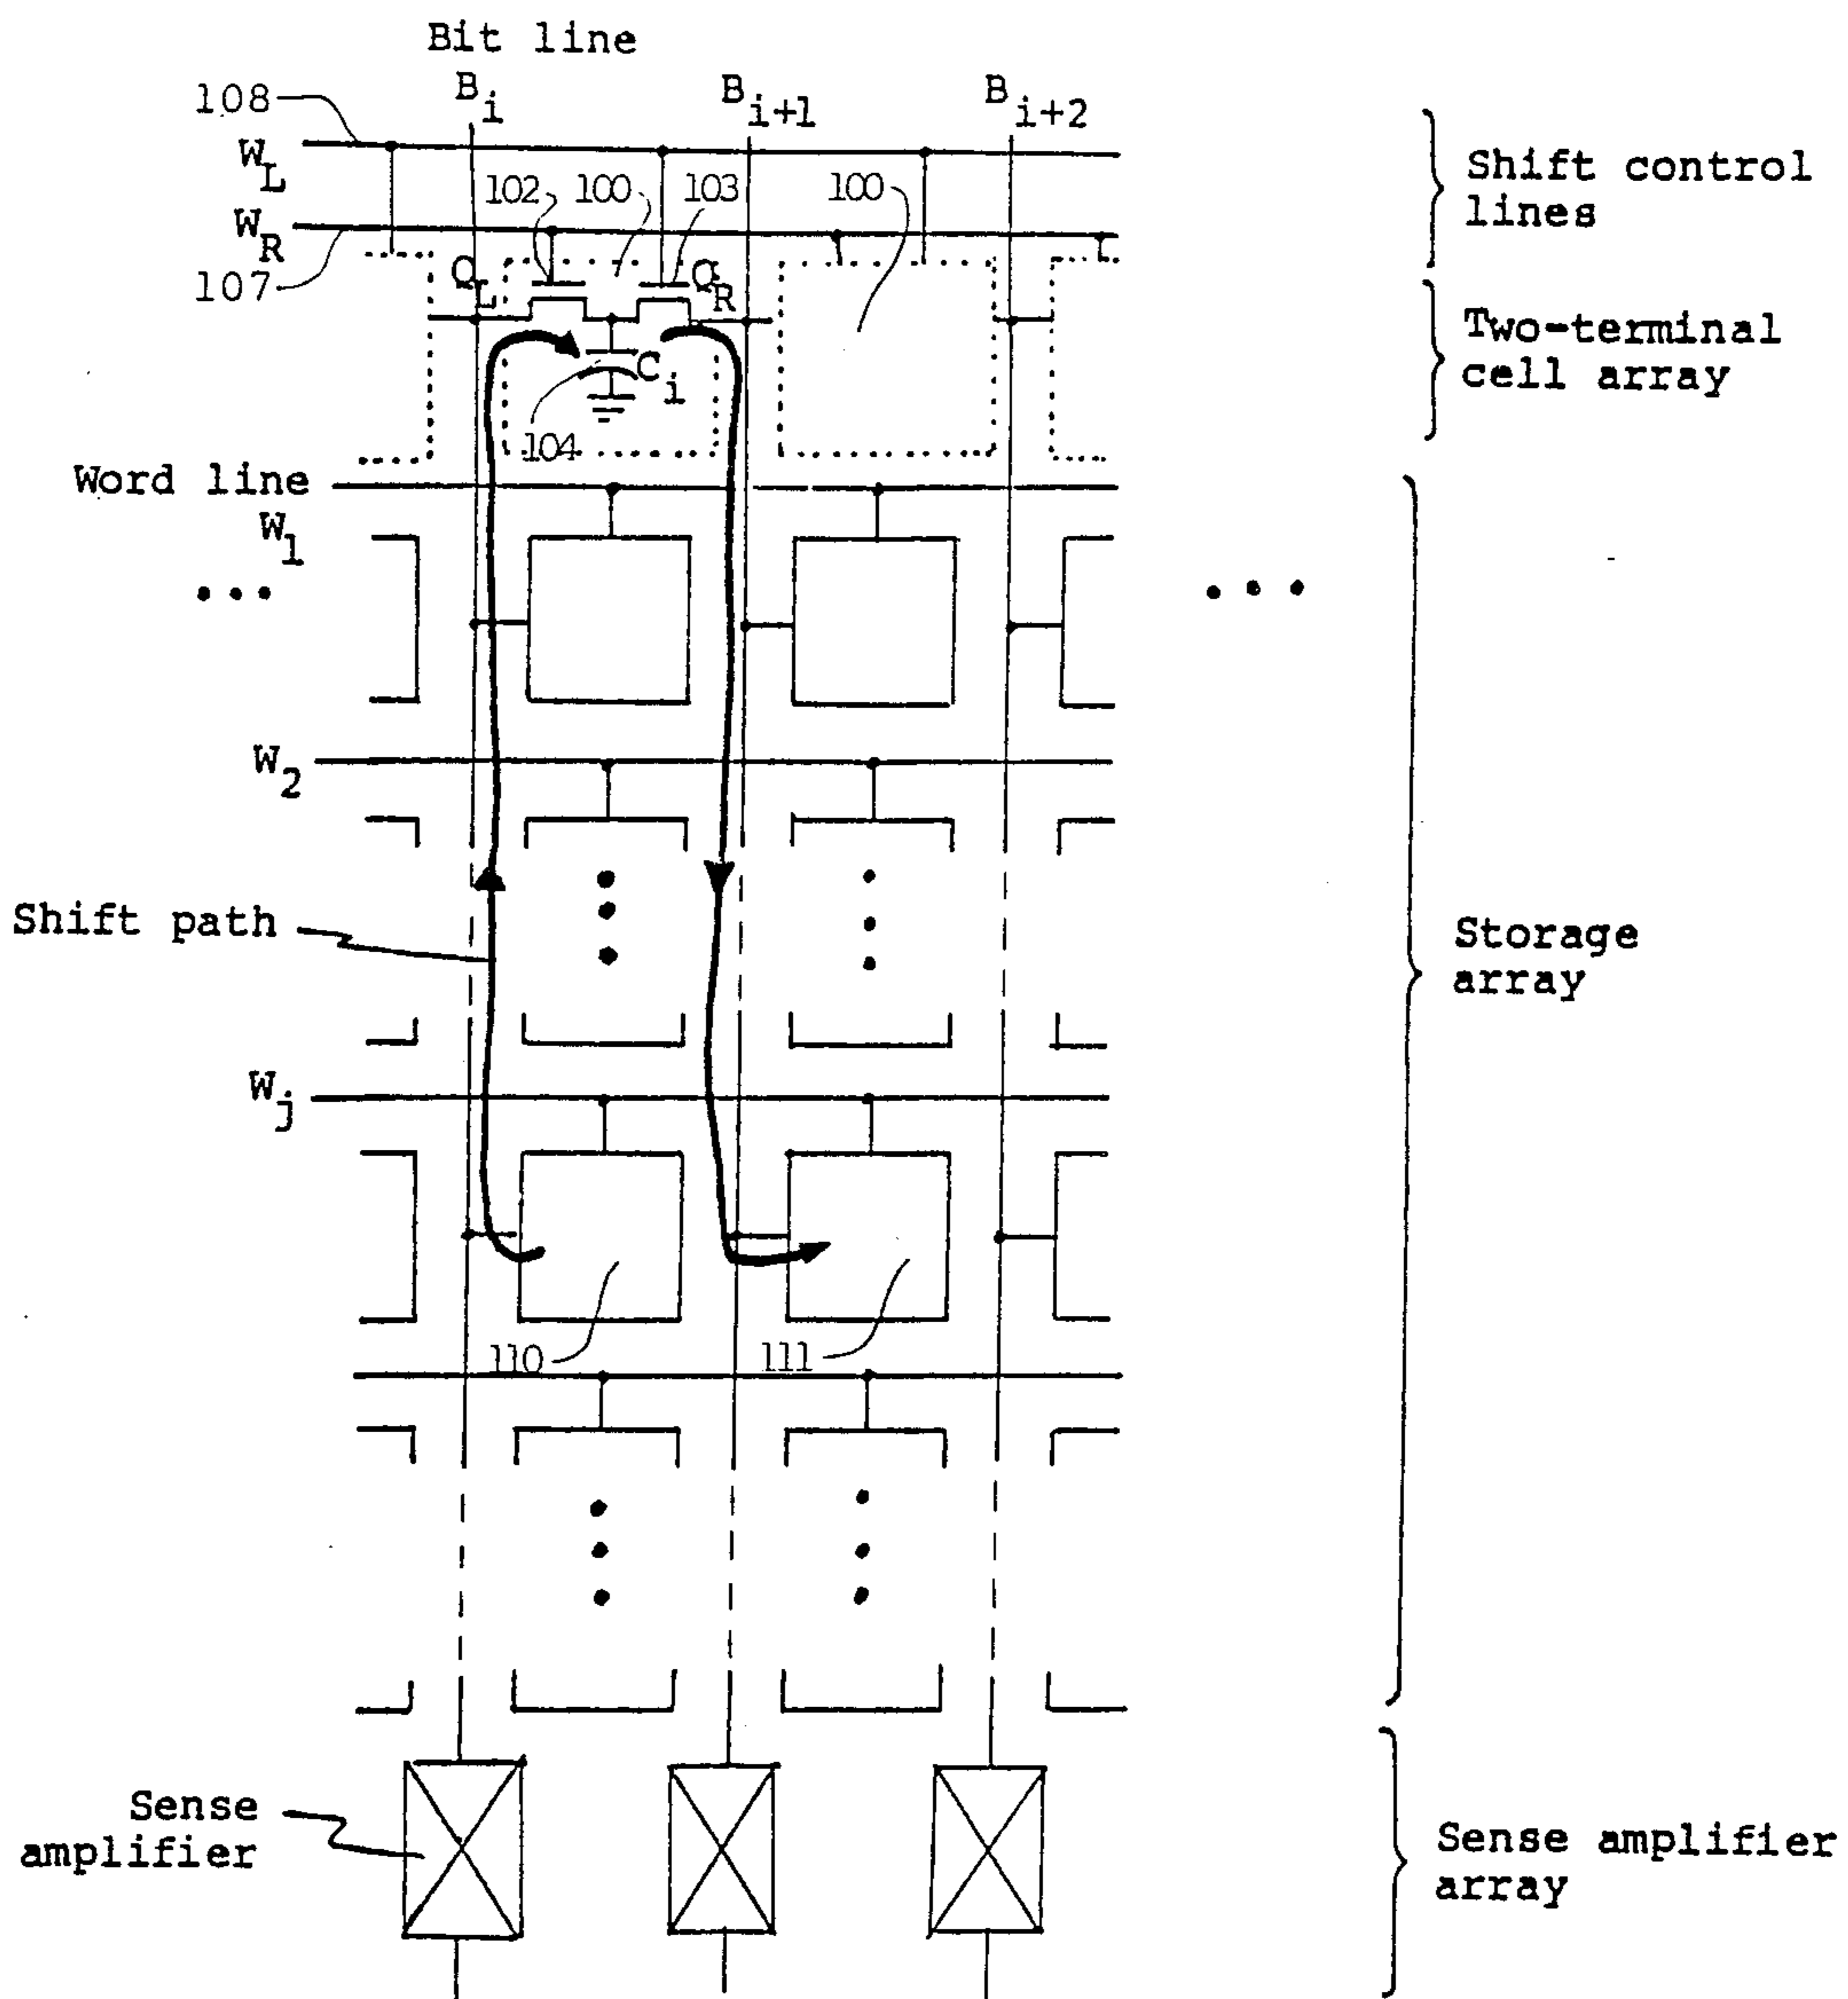 Bit line
B i
B i+1
B i+2
108
W L
102
100
103
100
Shift control
lines
W R
107
Q L
Q R
C i
104
Two-terminal
cell array
Word line
W 1
W 2
Shift path
Storage
array
W j
110
111
Sense
amplifier
Sense amplifier
array